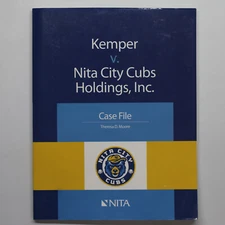 Kemper
v.
Nita City Cubs
Holdings, Inc.
Case File
NITA CITY
CUBS
NITA